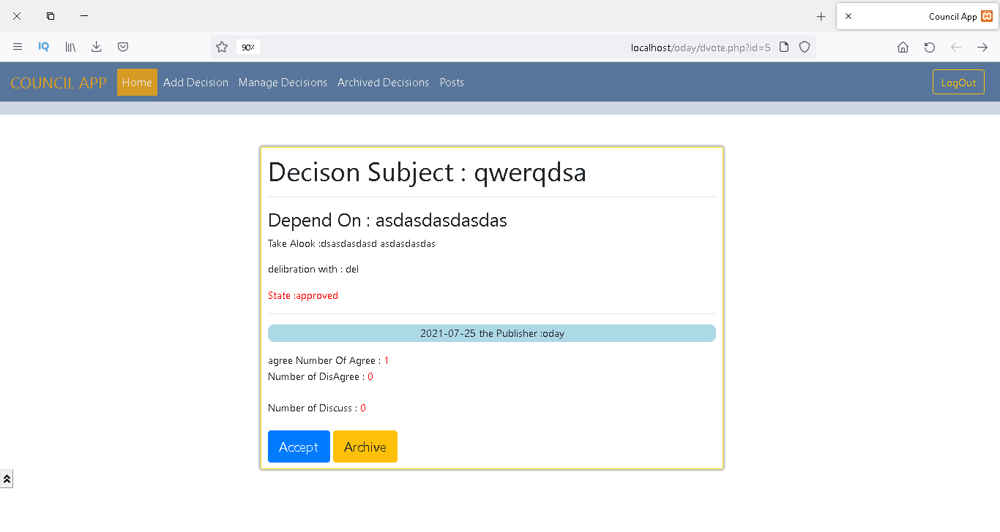 Council App
90٪
localhost/oday/dvote.php?id=5
COUNCIL APP Home Add Decision Manage Decisions Archived Decisions Posts LogOut
Decison Subject : qwerqdsa
Depend On : asdasdasdasdas
Take Alook :dsasdasdasd asdasdasdas
delibration with : del
State :approved
2021-07-25 the Publisher :oday
agree Number Of Agree : 1
Number of DisAgree : 0
Number of Discuss : 0
Accept Archive